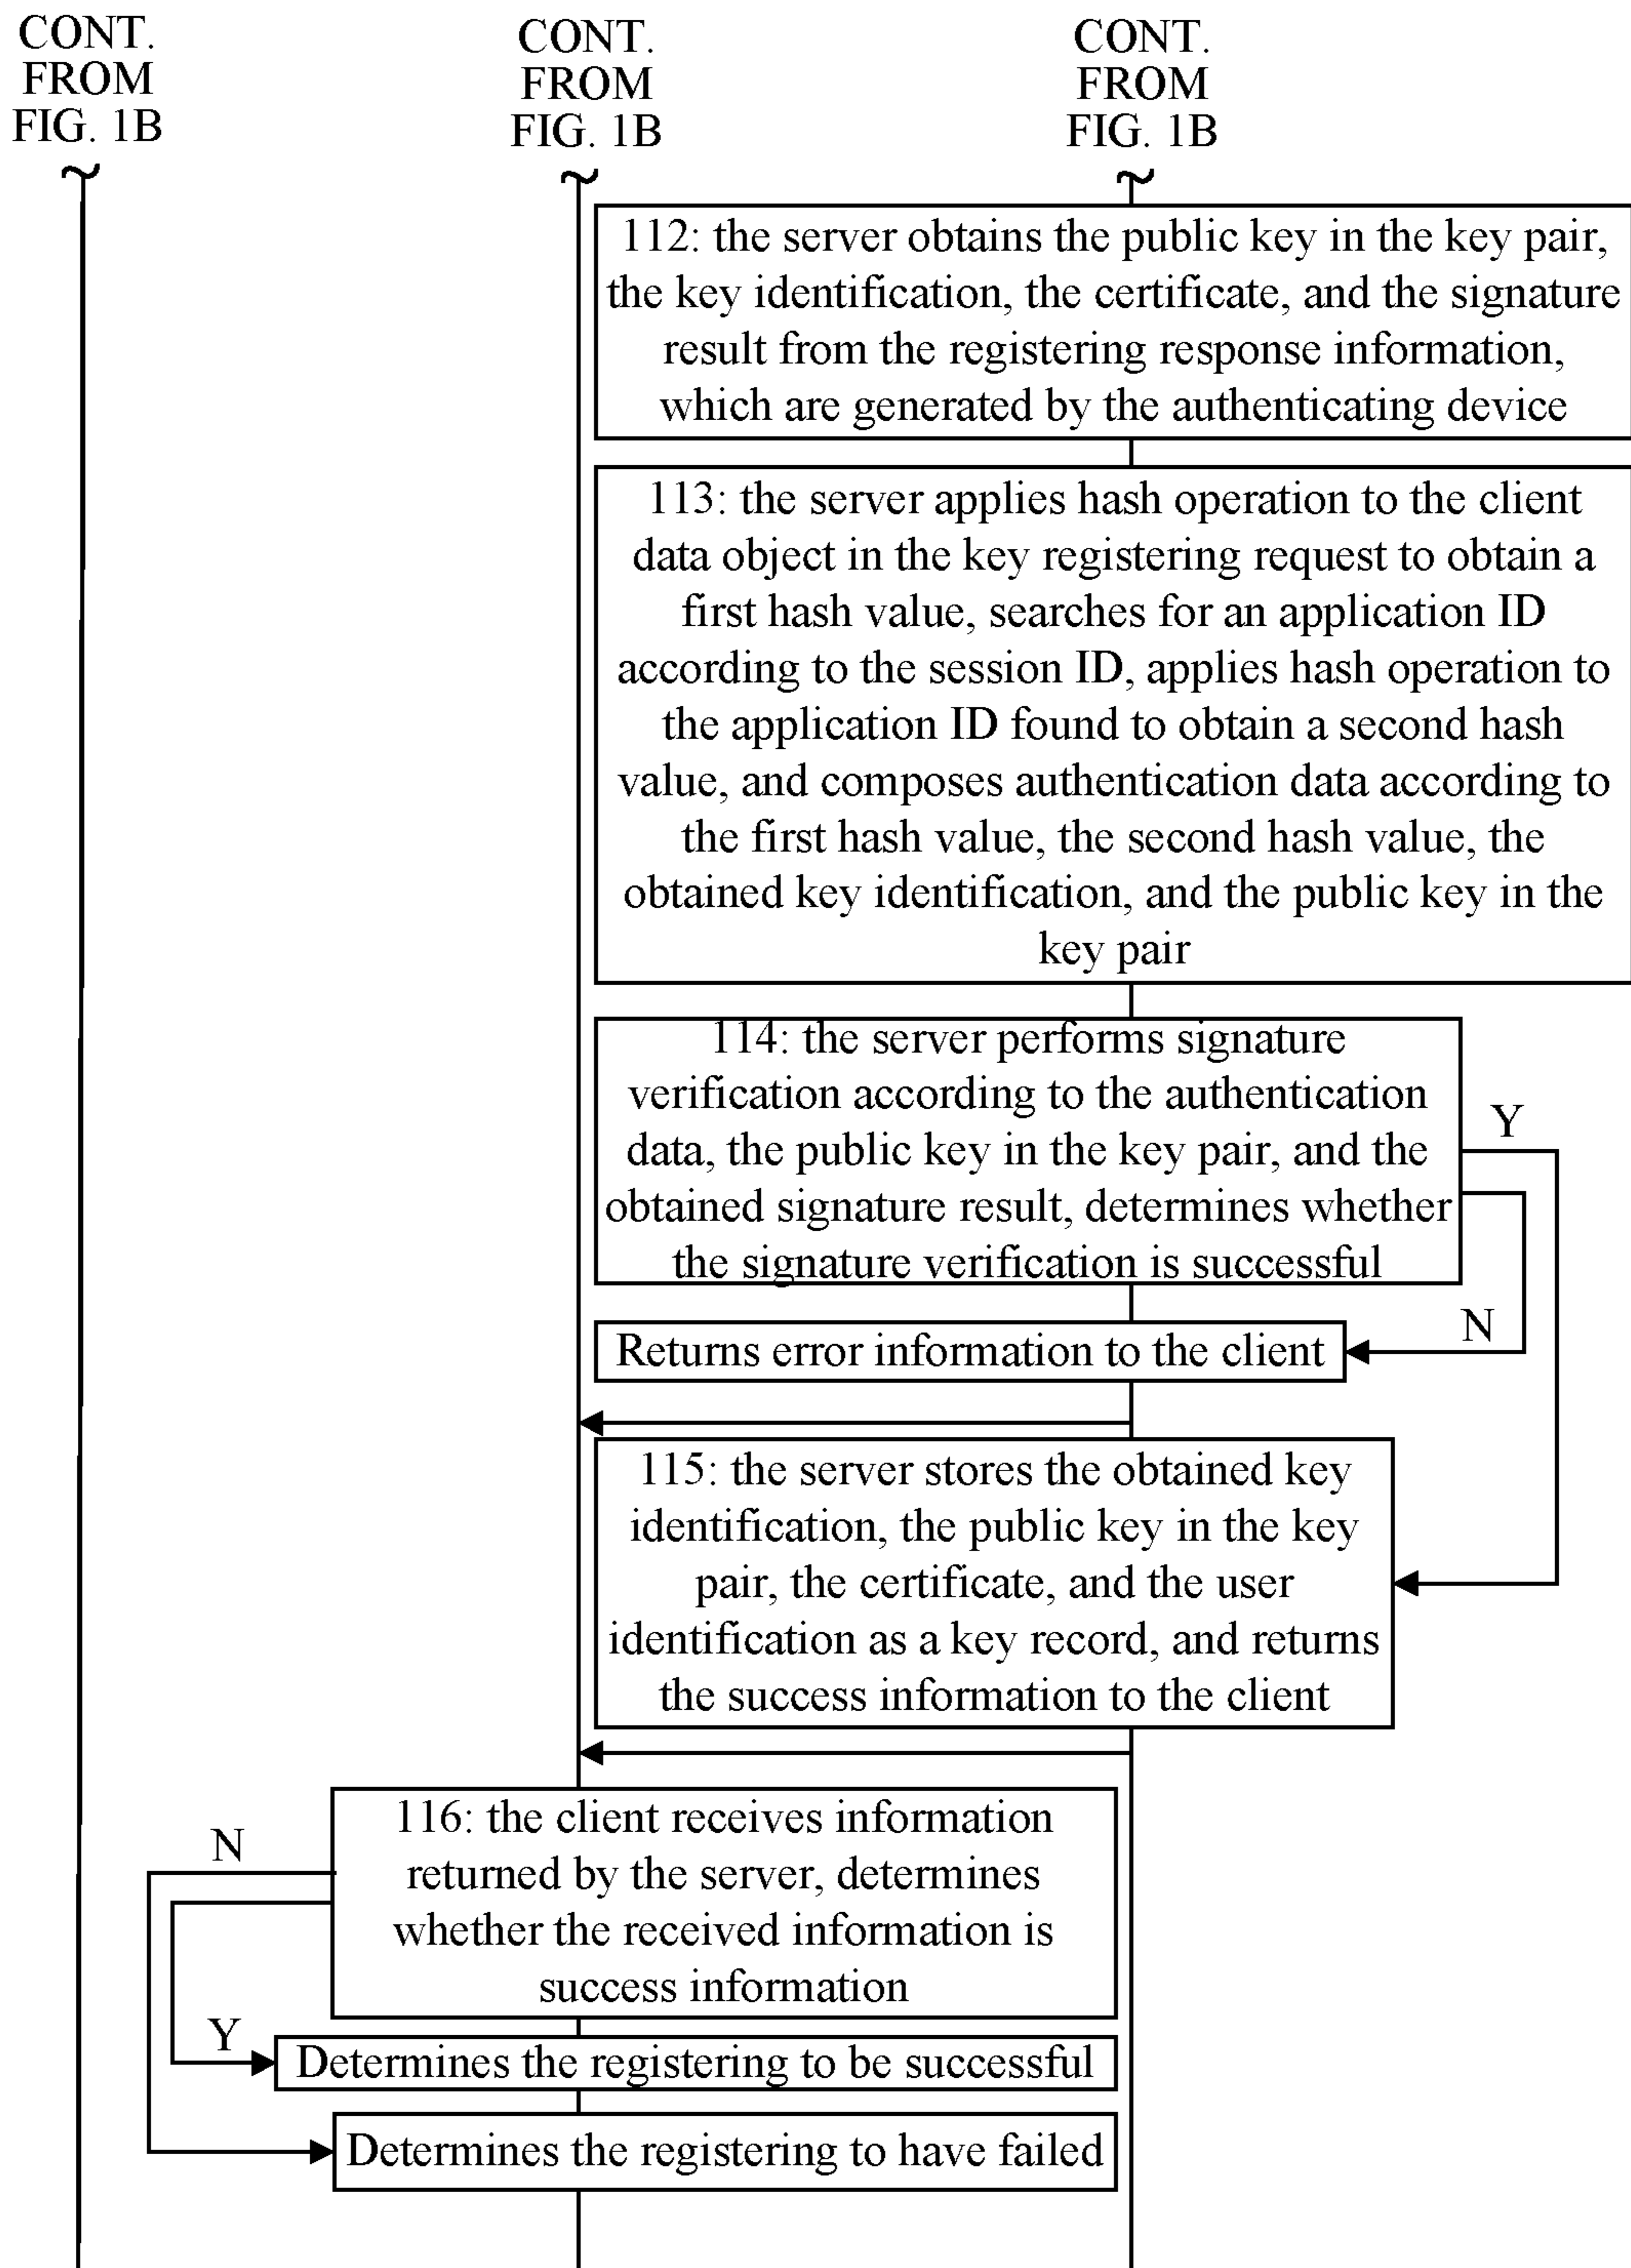 CONT.
FROM
FIG. 1B
CONT.
FROM
FIG. 1B
CONT.
FROM
FIG. 1B
112: the server obtains the public key in the key pair,
the key identification, the certificate, and the signature
result from the registering response information,
which are generated by the authenticating device
113: the server applies hash operation to the client
data object in the key registering request to obtain a
first hash value, searches for an application ID
according to the session ID, applies hash operation to
the application ID found to obtain a second hash
value, and composes authentication data according to
the first hash value, the second hash value, the
obtained key identification, and the public key in the
key pair
114: the server performs signature
verification according to the authentication
data, the public key in the key pair, and the
obtained signature result, determines whether
the signature verification is successful
Y
N
Returns error information to the client
115: the server stores the obtained key
identification, the public key in the key
pair, the certificate, and the user
identification as a key record, and returns
the success information to the client
116: the client receives information
returned by the server, determines
whether the received information is
success information
N
Y
Determines the registering to be successful
Determines the registering to have failed